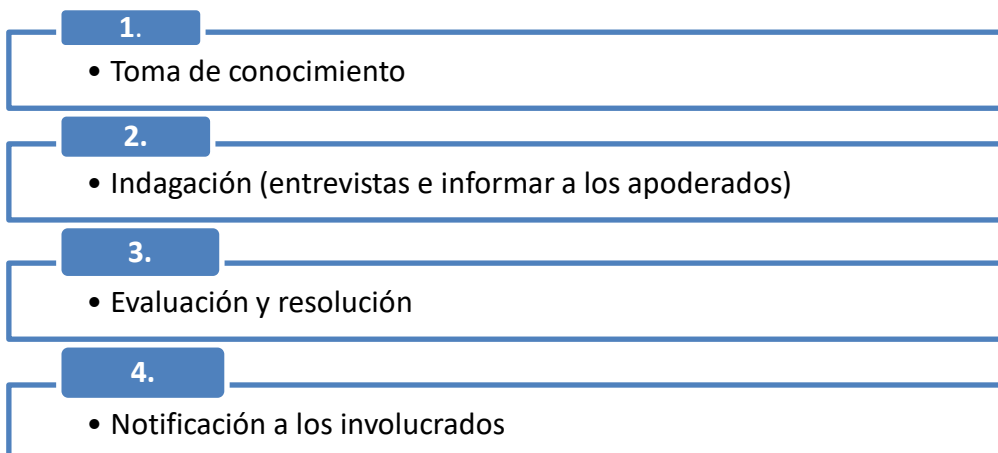 1.
• Toma de conocimiento
2.
• Indagación (entrevistas e informar a los apoderados)
3.
• Evaluación y resolución
4.
• Notificación a los involucrados